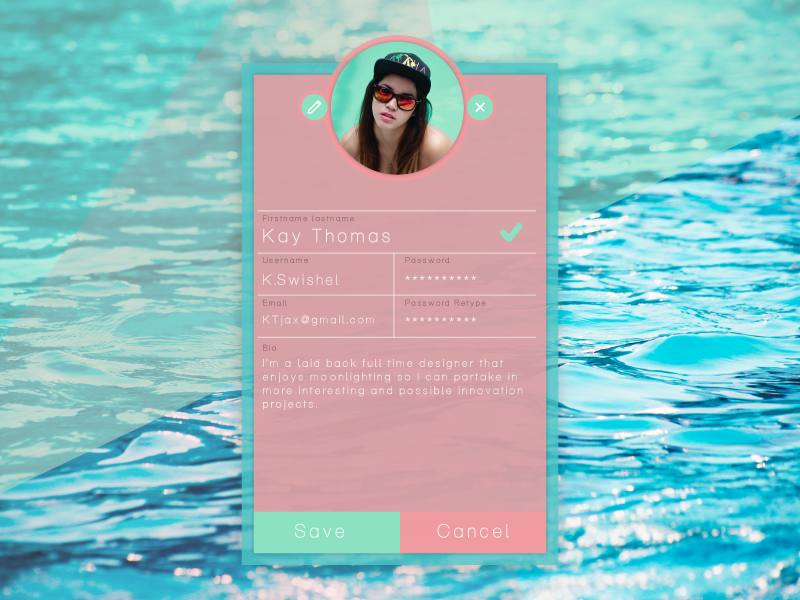 Firstname lastname
Kay Thomas
Username
Password
K.Swishel
**********
Email
Password Retype
KTjax@gmail.com
**********
Bio
I'm a laid back full time designer that
enjoys moonlighting so I can partake in
more interesting and possible innovation
projects.
Save
Cancel